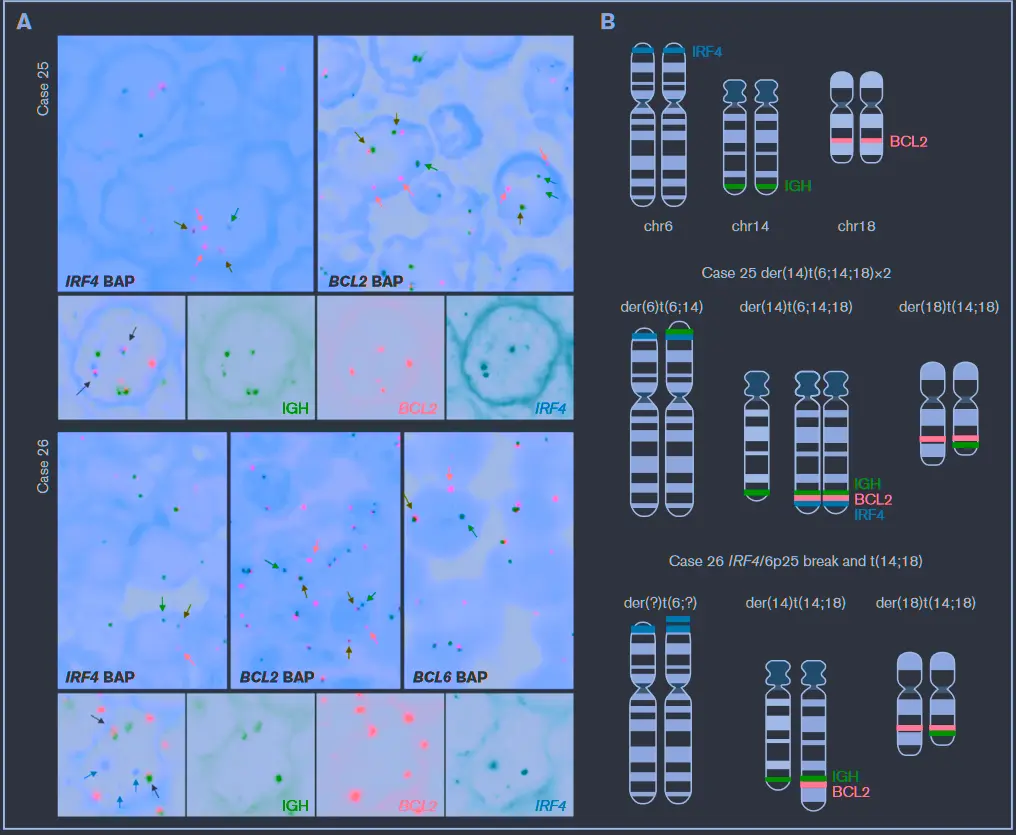 A
Case 25
IRF4 BAP
BCL2 BAP
IGH
BCL2
IRF4
Case 26
IRF4 BAP
BCL2 BAP
BCL6 BAP
IGH
BCL2
IRF4
B
IRF4
BCL2
IGH
chr6
chr14
chr18
Case 25 der(14)t(6;14;18)×2
der(6)t(6;14)
der(14)t(6;14;18)
der(18)t(14;18)
IGH
BCL2
IRF4
Case 26 IRF4/6p25 break and t(14;18)
der(?)t(6;?)
der(14)t(14;18)
der(18)t(14;18)
IGH
BCL2